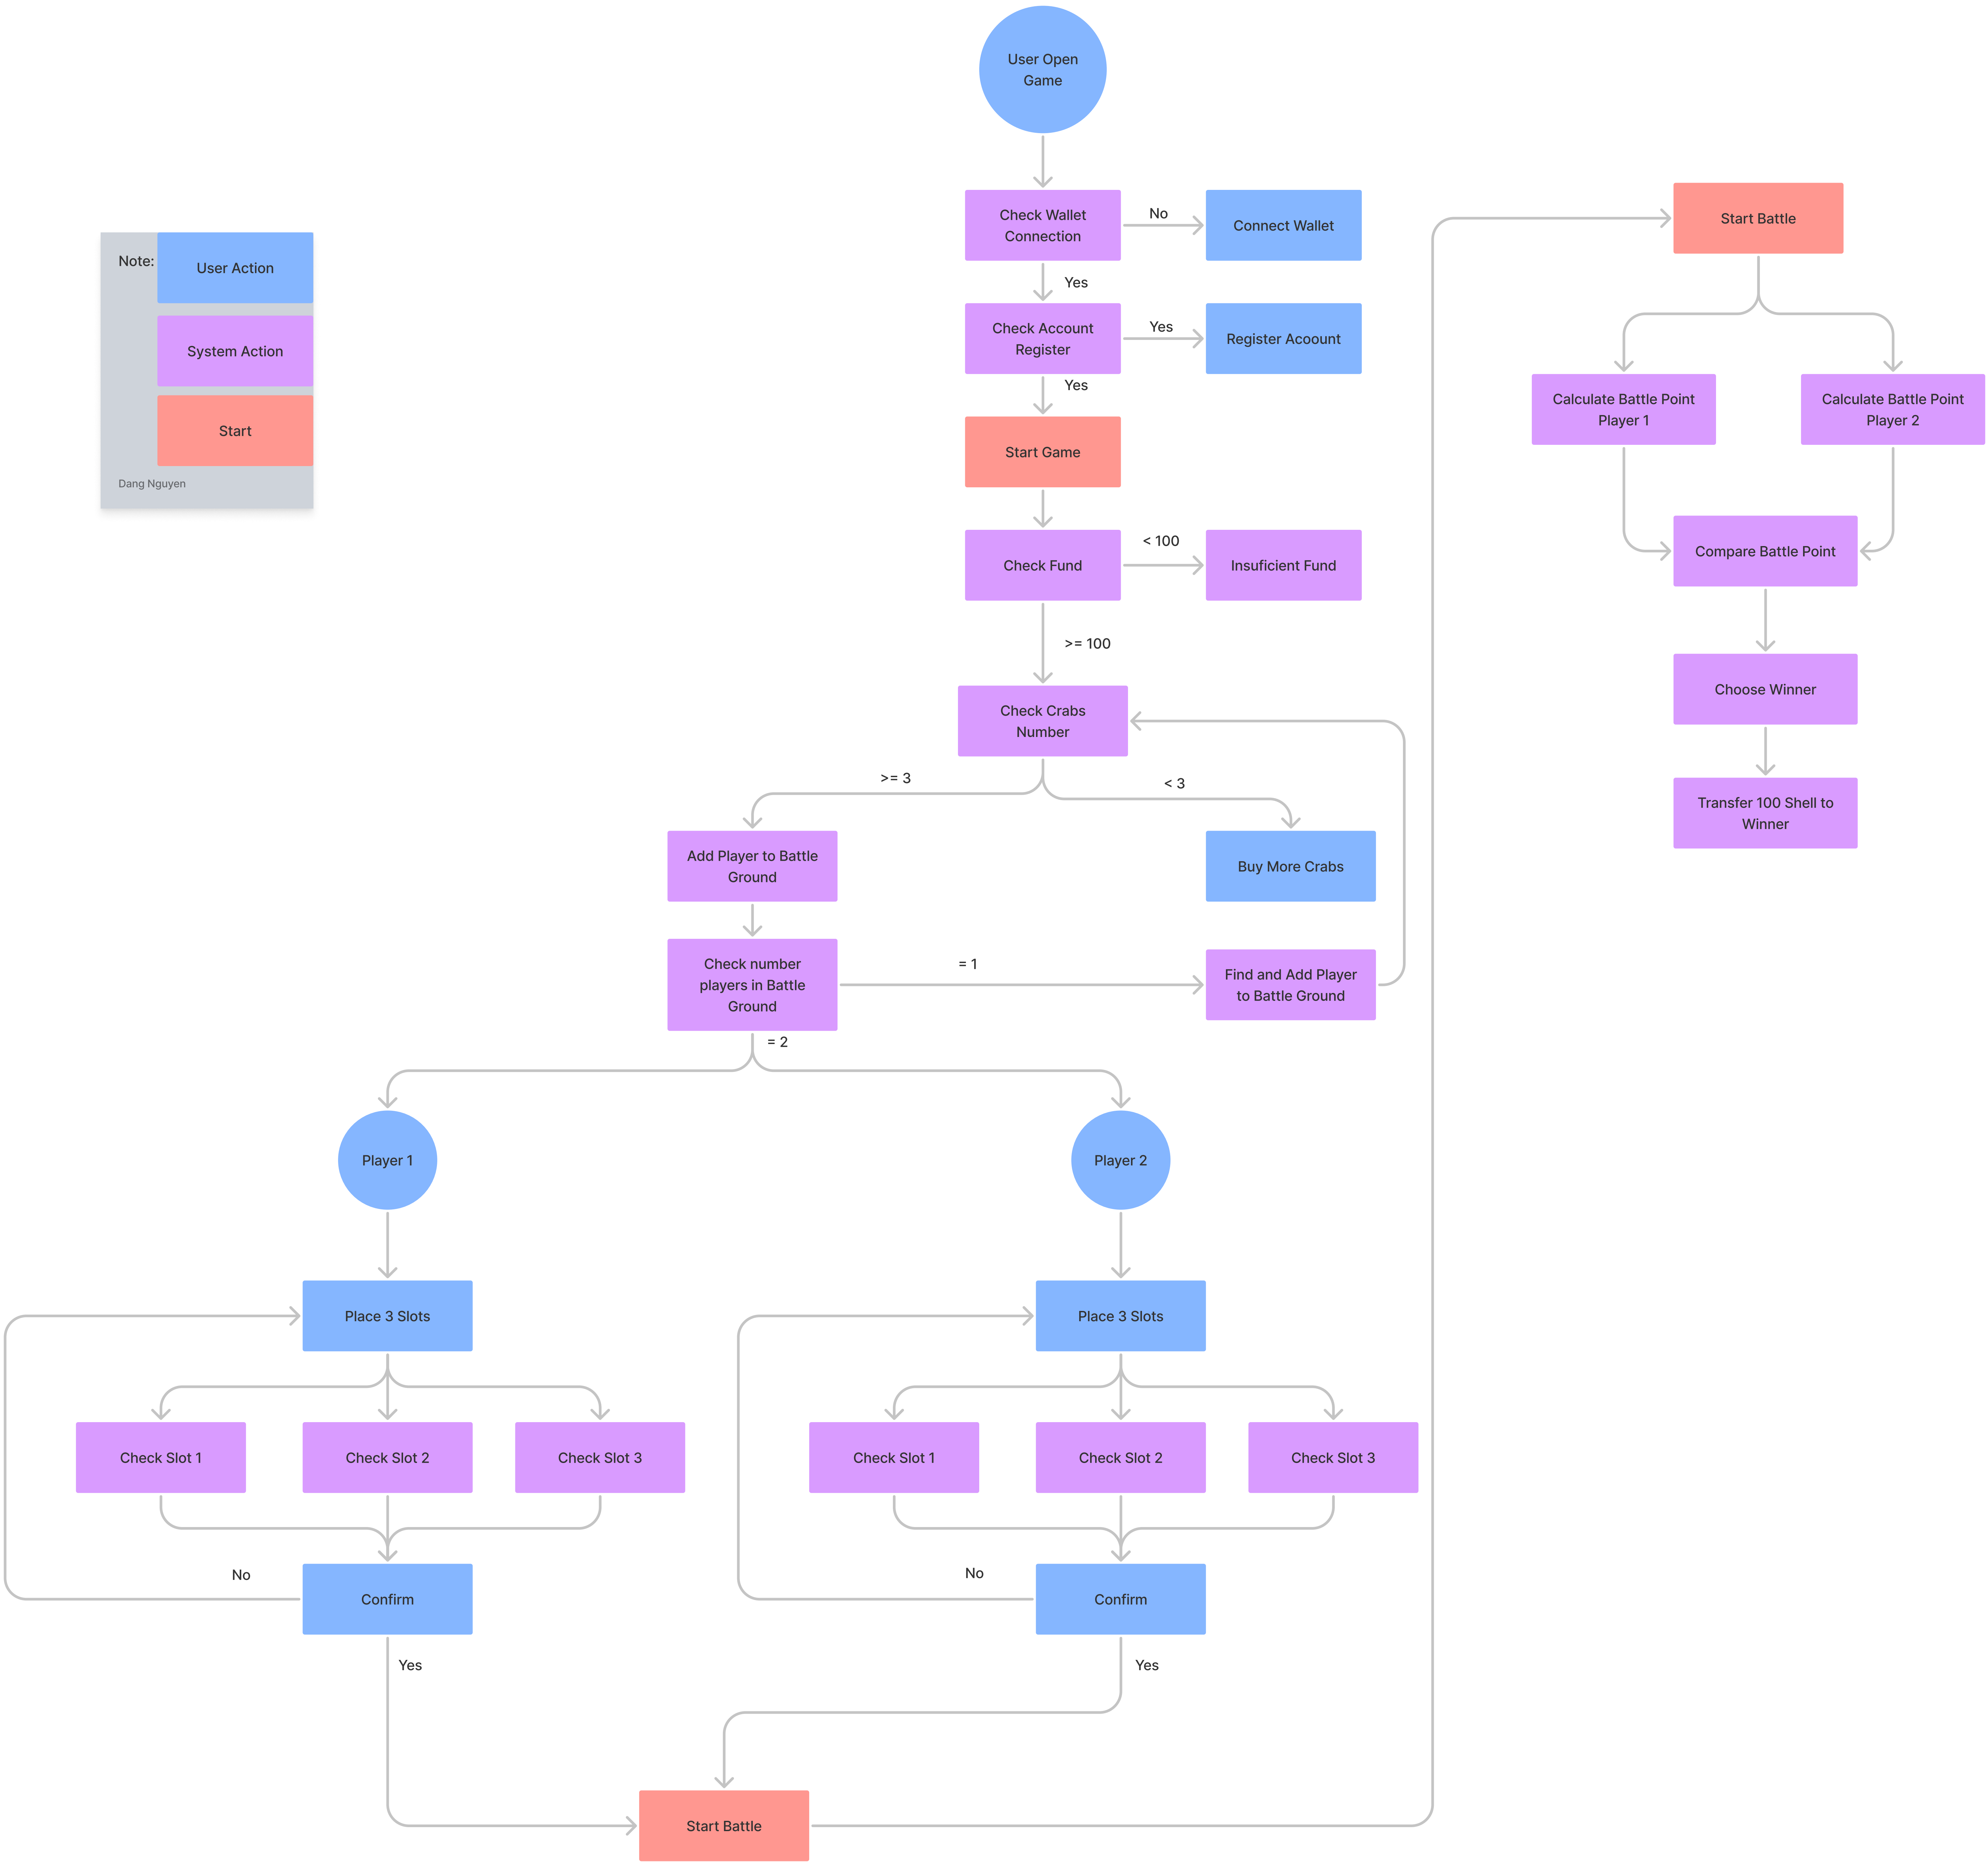 User Open
Game
Check Wallet
Connection
No
Connect Wallet
Yes
Check Account
Register
Yes
Register Acoount
Yes
Start Game
Check Fund
< 100
Insuficient Fund
>= 100
Check Crabs
Number
>= 3
< 3
Add Player to Battle
Ground
Buy More Crabs
Check number
players in Battle
Ground
= 1
Find and Add Player
to Battle Ground
= 2
Player 1
Player 2
Place 3 Slots
Place 3 Slots
Check Slot 1
Check Slot 2
Check Slot 3
Check Slot 1
Check Slot 2
Check Slot 3
No
Confirm
No
Confirm
Yes
Yes
Start Battle
Note:
User Action
System Action
Start
Dang Nguyen
Start Battle
Calculate Battle Point
Player 1
Calculate Battle Point
Player 2
Compare Battle Point
Choose Winner
Transfer 100 Shell to
Winner